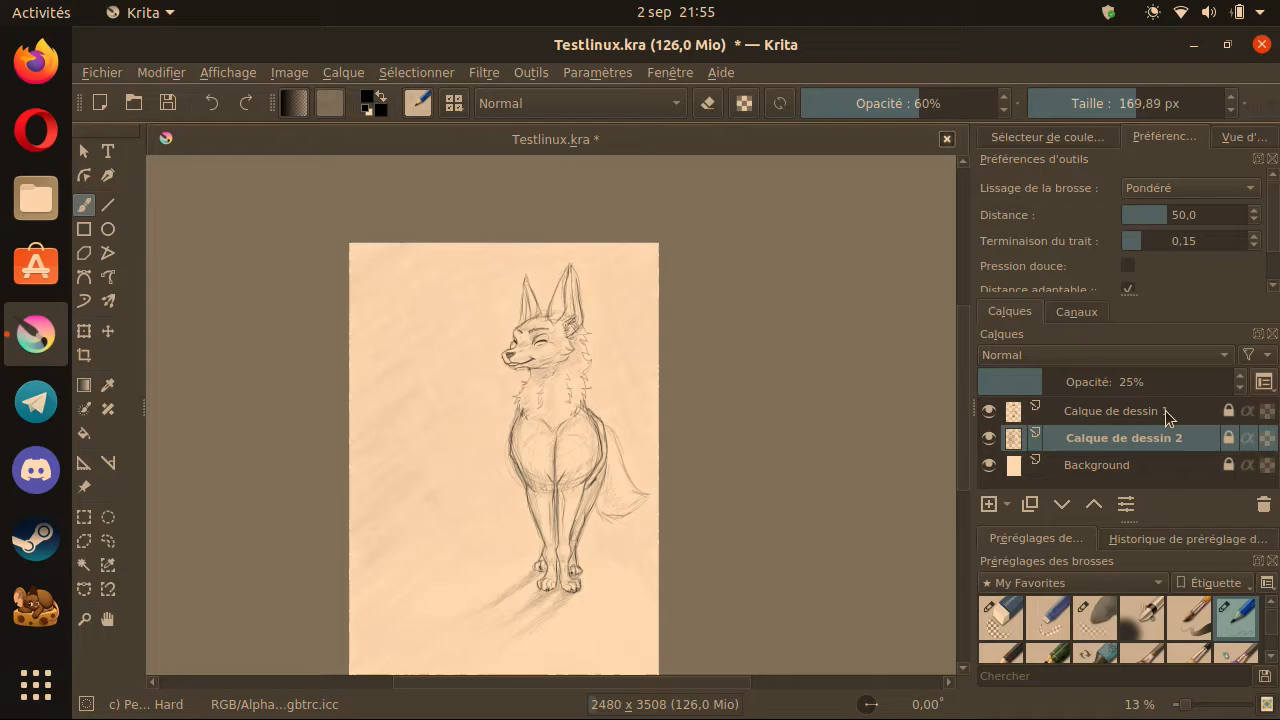 Activités
Krita
2 sep 21:55
Testlinux.kra (126,0 Mio) * — Krita
Fichier
Modifier
Affichage
Image
Calque
Sélectionner
Filtre
Outils
Paramètres
Fenêtre
Aide
Normal
Opacité : 60%
Taille : 169,89 px
Testlinux.kra *
Sélecteur de coule...
Préférenc...
Vue d'...
Préférences d'outils
Lissage de la brosse :
Pondéré
Distance :
50,0
Terminaison du trait :
0,15
Pression douce:
Distance adaptable :
Calques
Canaux
Calques
Normal
Opacité: 25%
Calque de dessin 1
Calque de dessin 2
Background
Préréglages de...
Historique de préréglage d...
Préréglages des brosses
★ My Favorites
Étiquette
Chercher
c) Pe... Hard
RGB/Alpha...gbtrc.icc
2480 x 3508 (126,0 Mio)
0,00°
13 %